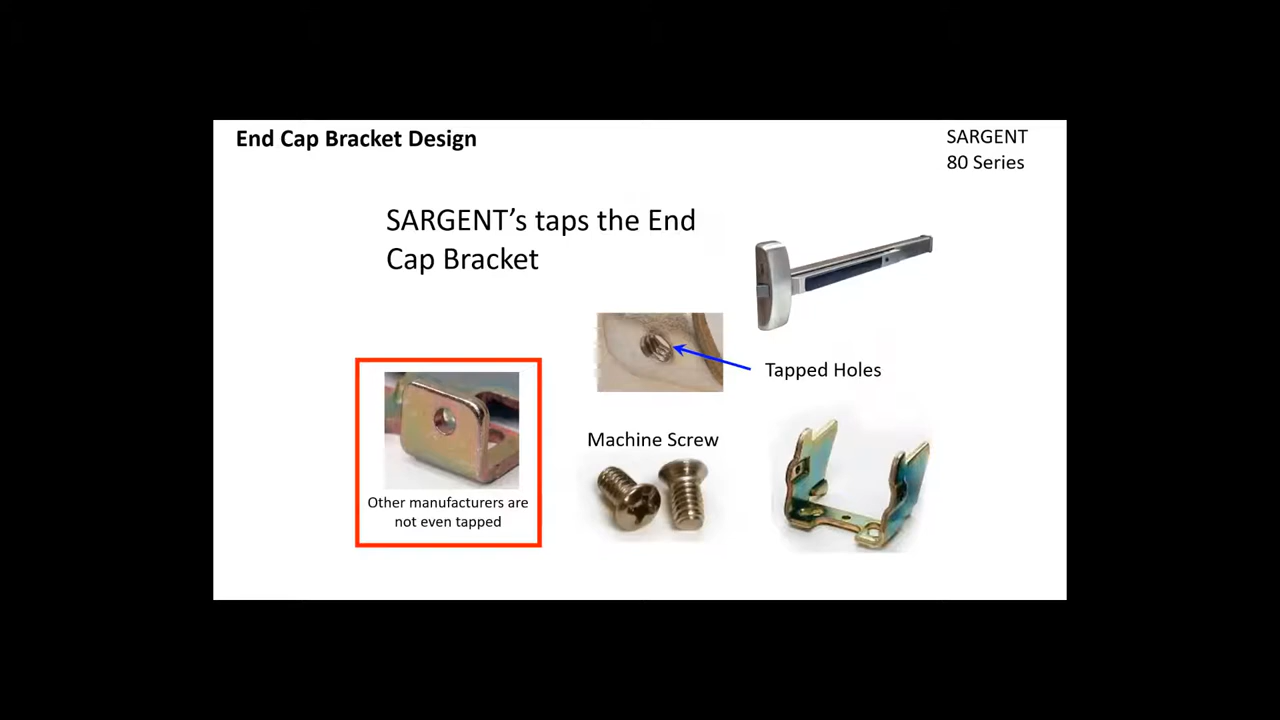 End Cap Bracket Design
SARGENT
80 Series
SARGENT’s taps the End
Cap Bracket
Tapped Holes
Machine Screw
Other manufacturers are
not even tapped